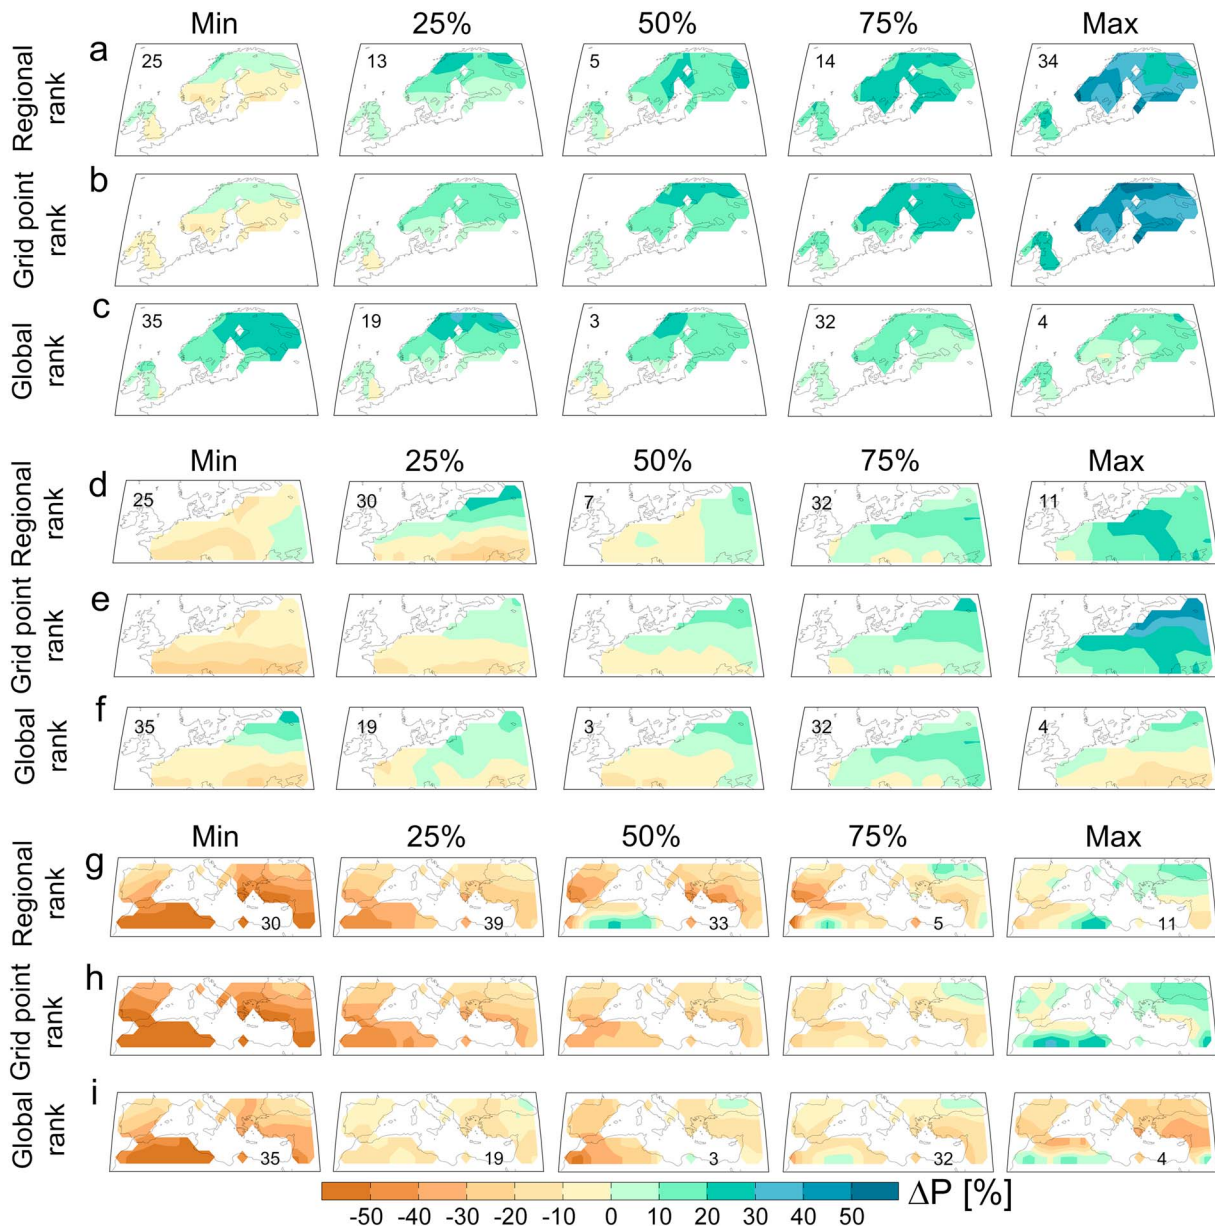 Min 25% 50% 75% Max
a
Regional rank
25 13 5 14 34
b
Grid point rank
c
Global rank
35 19 3 32 4
Min 25% 50% 75% Max
d
Regional rank
25 30 7 32 11
e
Grid point rank
f
Global rank
35 19 3 32 4
Min 25% 50% 75% Max
g
Regional rank
30 39 33 5 11
h
Grid point rank
i
Global rank
35 19 3 32 4
ΔP [%]
-50 -40 -30 -20 -10 0 10 20 30 40 50